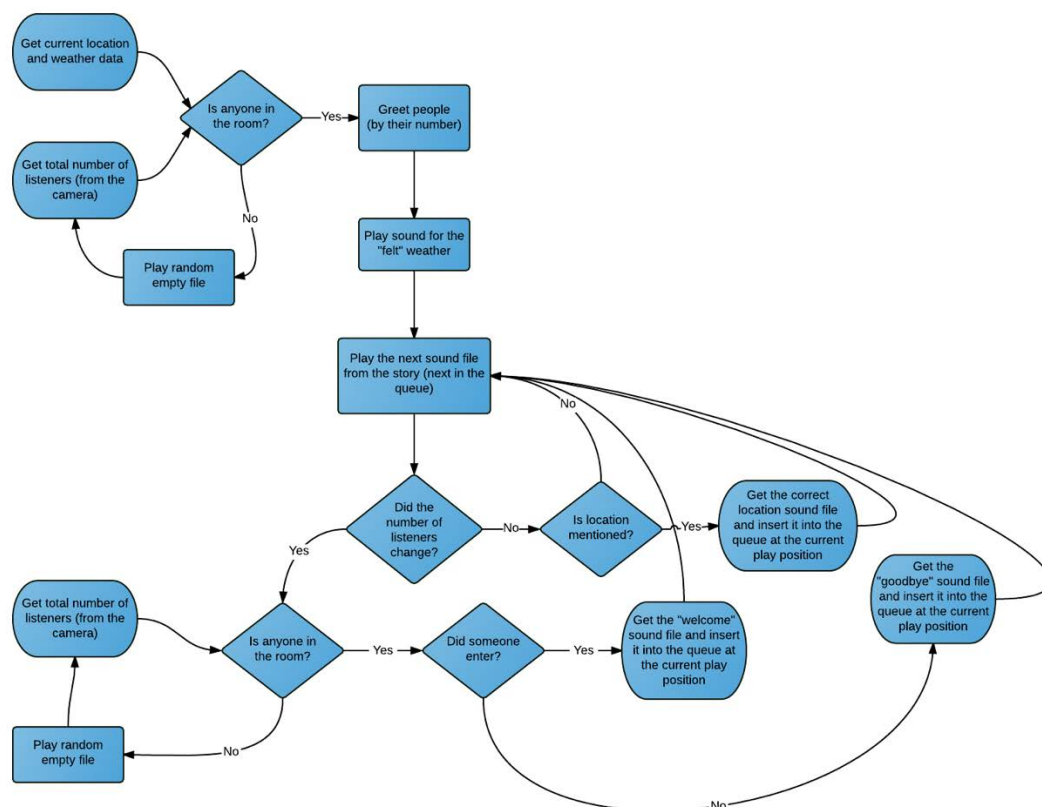 Get current location
and weather data
Is anyone in
the room?
Yes
Greet people
(by their number)
Get total number of
listeners (from the
camera)
No
Play random
empty file
Play sound for the
"felt" weather
Play the next sound file
from the story (next in the
queue)
No
Did the
number of
listeners
change?
No
Is location
mentioned?
Yes
Get the correct
location sound file
and insert it into the
queue at the current
play position
Yes
Get the
"goodbye" sound file
and insert it into the
queue at the current
play position
Get total number of
listeners (from the
camera)
Is anyone in
the room?
Yes
Did someone
enter?
Yes
Get the "welcome"
sound file and insert
it into the queue at
the current play
position
Play random
empty file
No
No